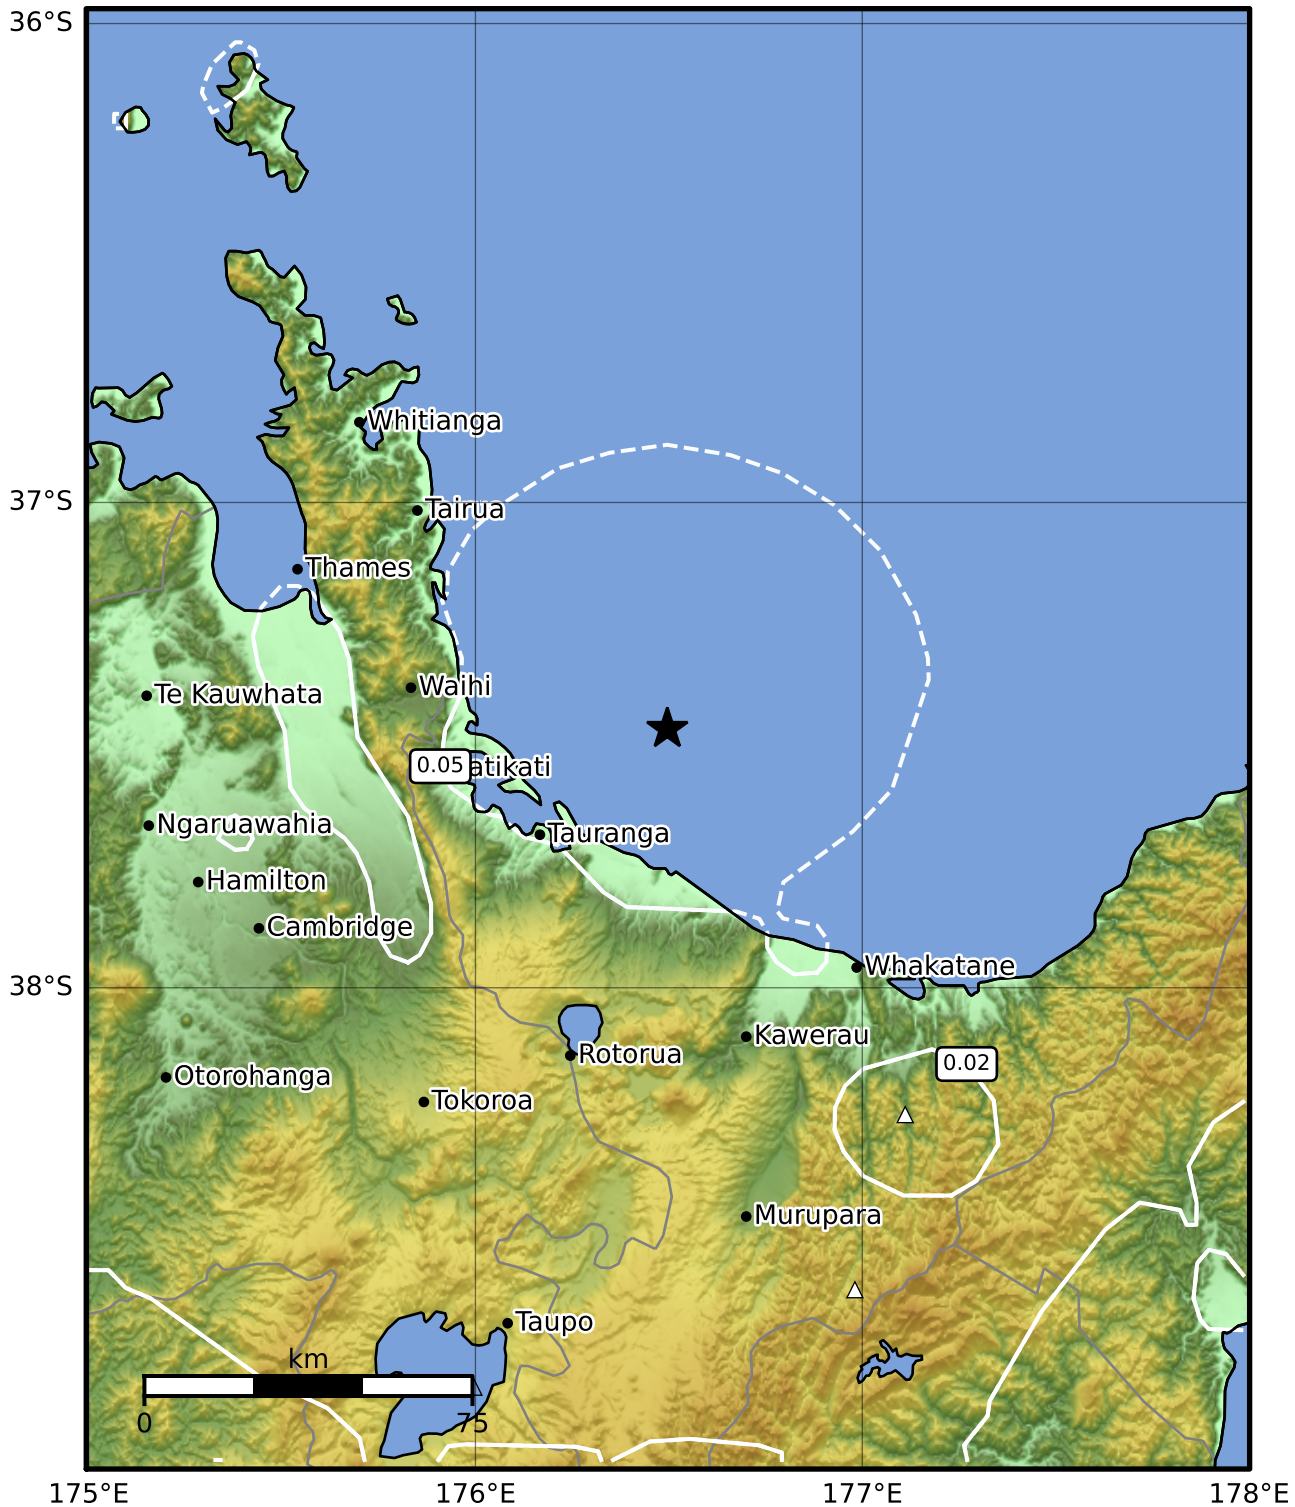 36°S
Whitianga
37°S
Tairua
Thames
Waihi
Te Kauwhata
0.05
atikati
Ngaruawahia
Tauranga
Hamilton
Cambridge
Whakatane
38°S
Kawerau
Rotorua
0.02
Otorohanga
Tokoroa
Murupara
Taupo
km
0 75
175°E 176°E 177°E 178°E